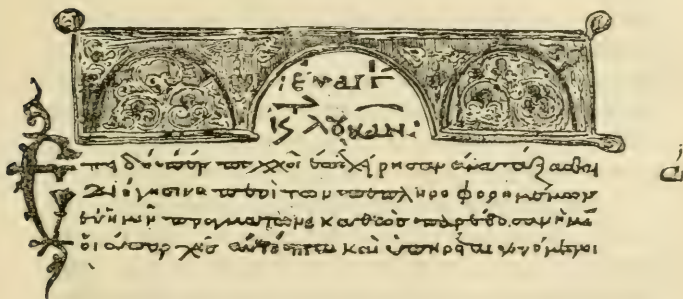 εὐαγγ
λουκᾶν:
Ἐπειδήπερ πολλοὶ ἐπεχείρησαν ἀνατάξασθαι
διήγησιν περὶ τῶν πεπληροφορημένων
ἐν ἡμῖν πραγμάτων, καθὼς παρέδοσαν ἡμῖν
οἱ ἀπ' ἀρχῆς αὐτόπται καὶ ὑπηρέται γενόμενοι